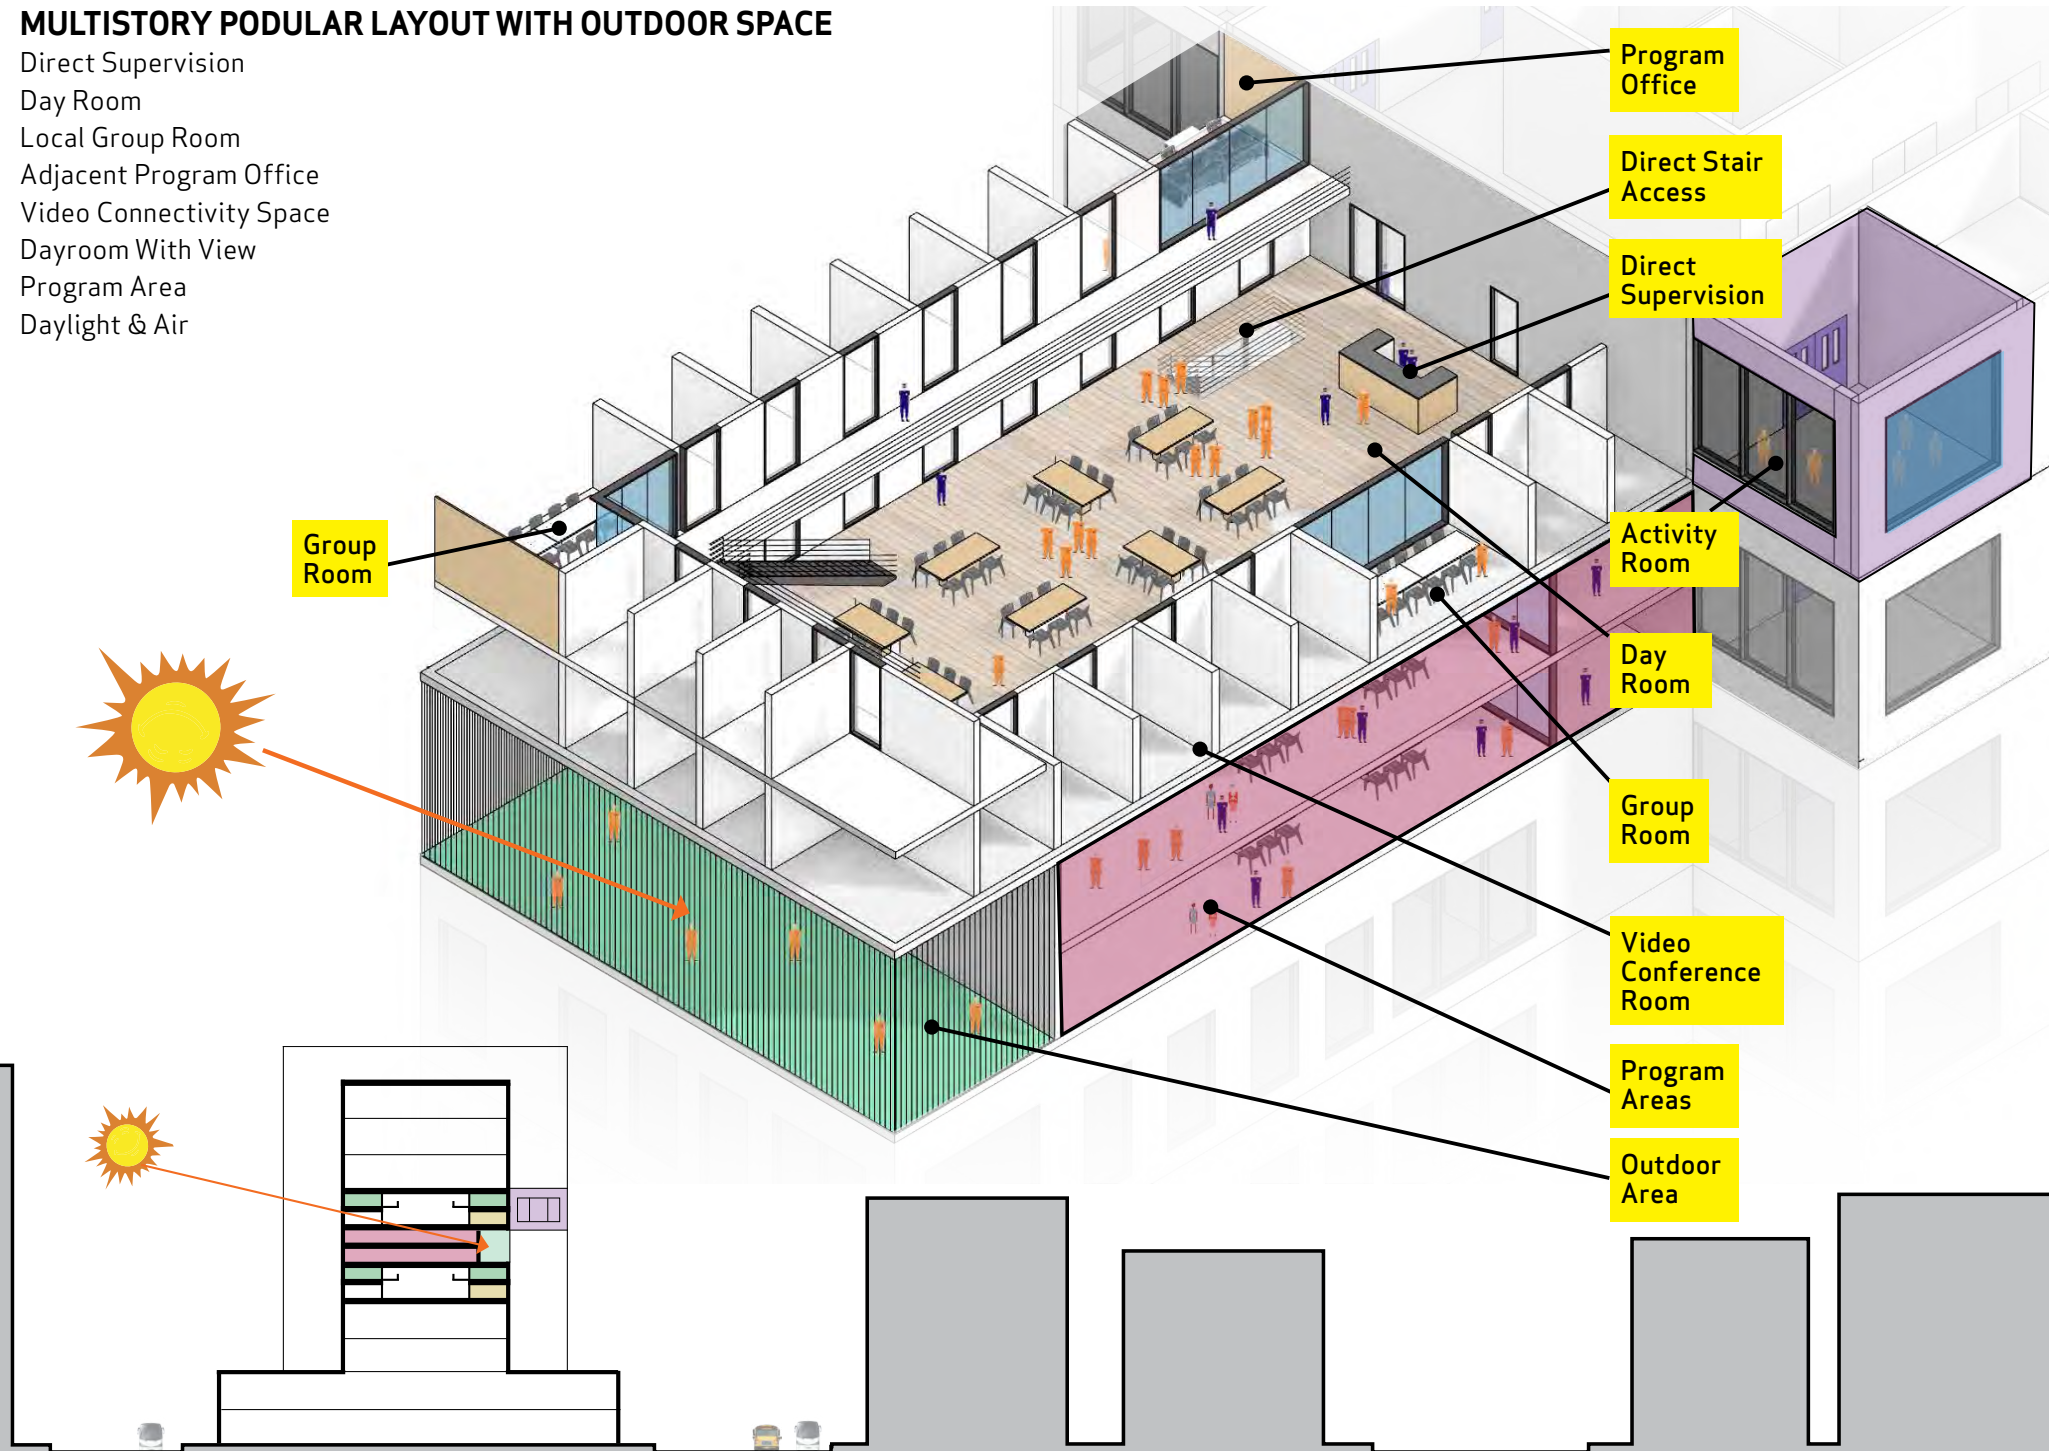 MULTISTORY PODULAR LAYOUT WITH OUTDOOR SPACE
Direct Supervision
Day Room
Local Group Room
Adjacent Program Office
Video Connectivity Space
Dayroom With View
Program Area
Daylight & Air
Program
Office
Direct Stair
Access
Direct
Supervision
Group
Room
Activity
Room
Day
Room
Group
Room
Video
Conference
Room
Program
Areas
Outdoor
Area